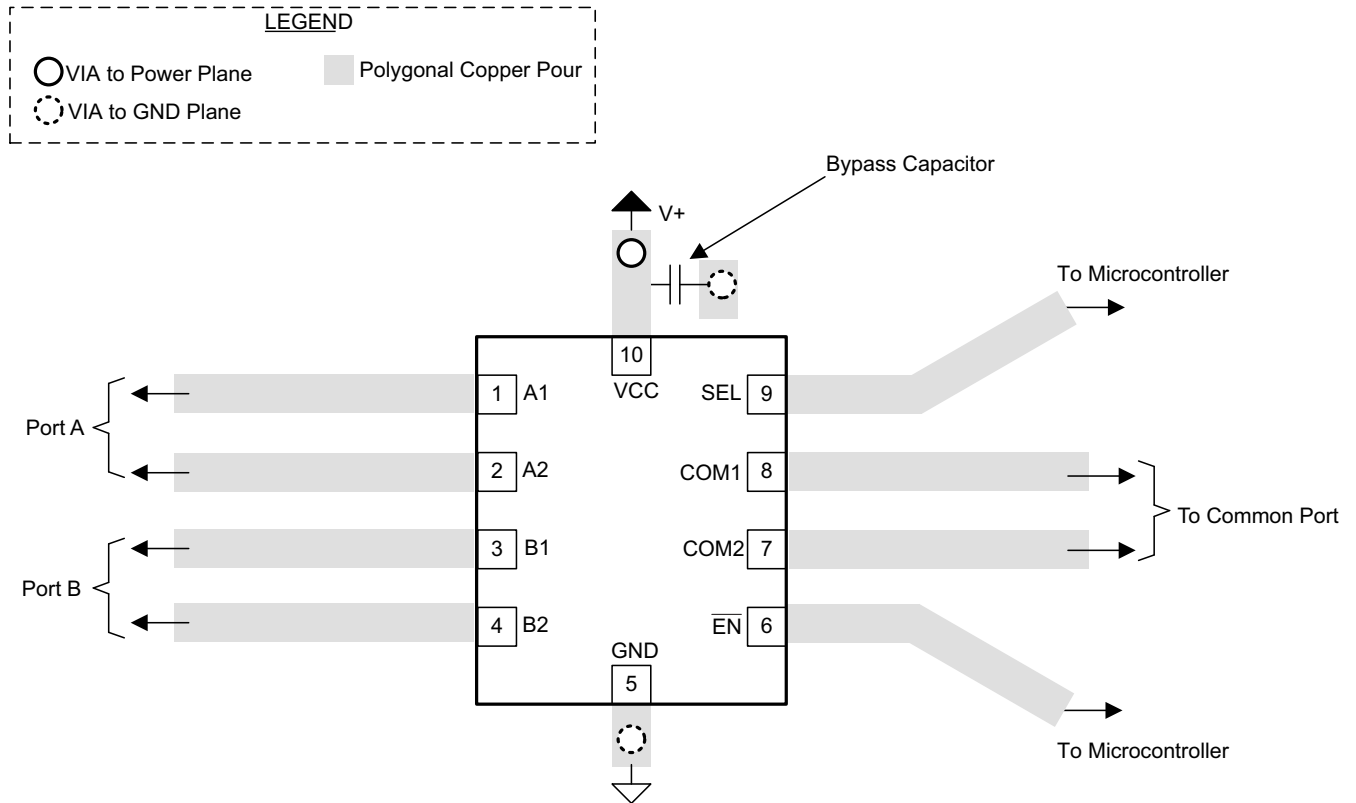 LEGEND
VIA to Power Plane
Polygonal Copper Pour
VIA to GND Plane
Bypass Capacitor
V+
To Microcontroller
10
VCC
1 A1
SEL 9
Port A
2 A2
COM1 8
To Common Port
3 B1
COM2 7
Port B
4 B2
EN 6
GND
5
To Microcontroller